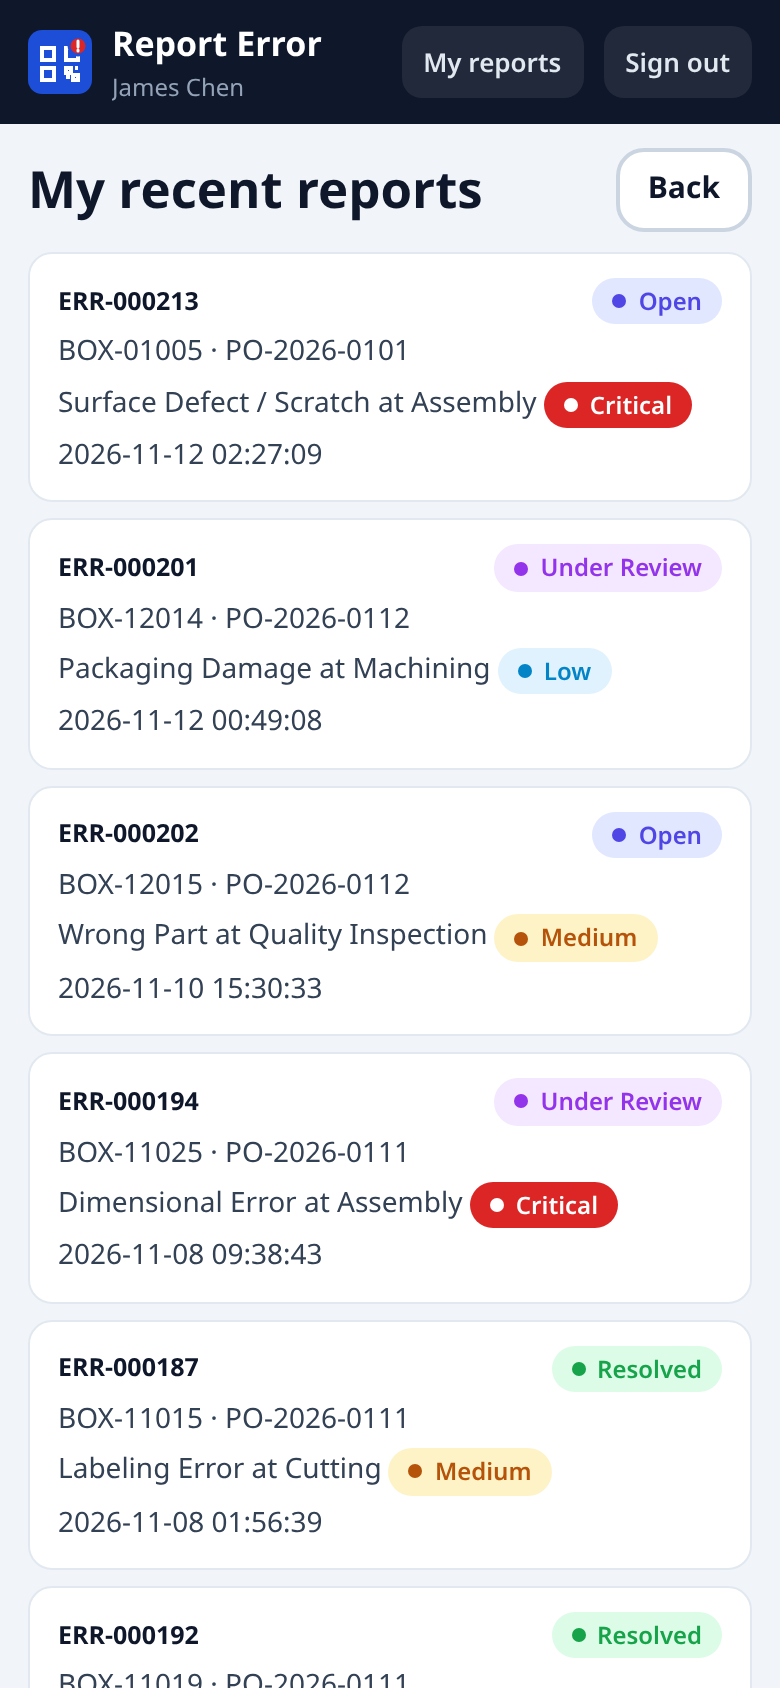 Report Error
James Chen
My reports
Sign out
My recent reports
Back
ERR-000213
Open
BOX-01005 · PO-2026-0101
Surface Defect / Scratch at Assembly Critical
2026-11-12 02:27:09
ERR-000201
Under Review
BOX-12014 · PO-2026-0112
Packaging Damage at Machining Low
2026-11-12 00:49:08
ERR-000202
Open
BOX-12015 · PO-2026-0112
Wrong Part at Quality Inspection Medium
2026-11-10 15:30:33
ERR-000194
Under Review
BOX-11025 · PO-2026-0111
Dimensional Error at Assembly Critical
2026-11-08 09:38:43
ERR-000187
Resolved
BOX-11015 · PO-2026-0111
Labeling Error at Cutting Medium
2026-11-08 01:56:39
ERR-000192
Resolved
BOX-11019 · PO-2026-0111